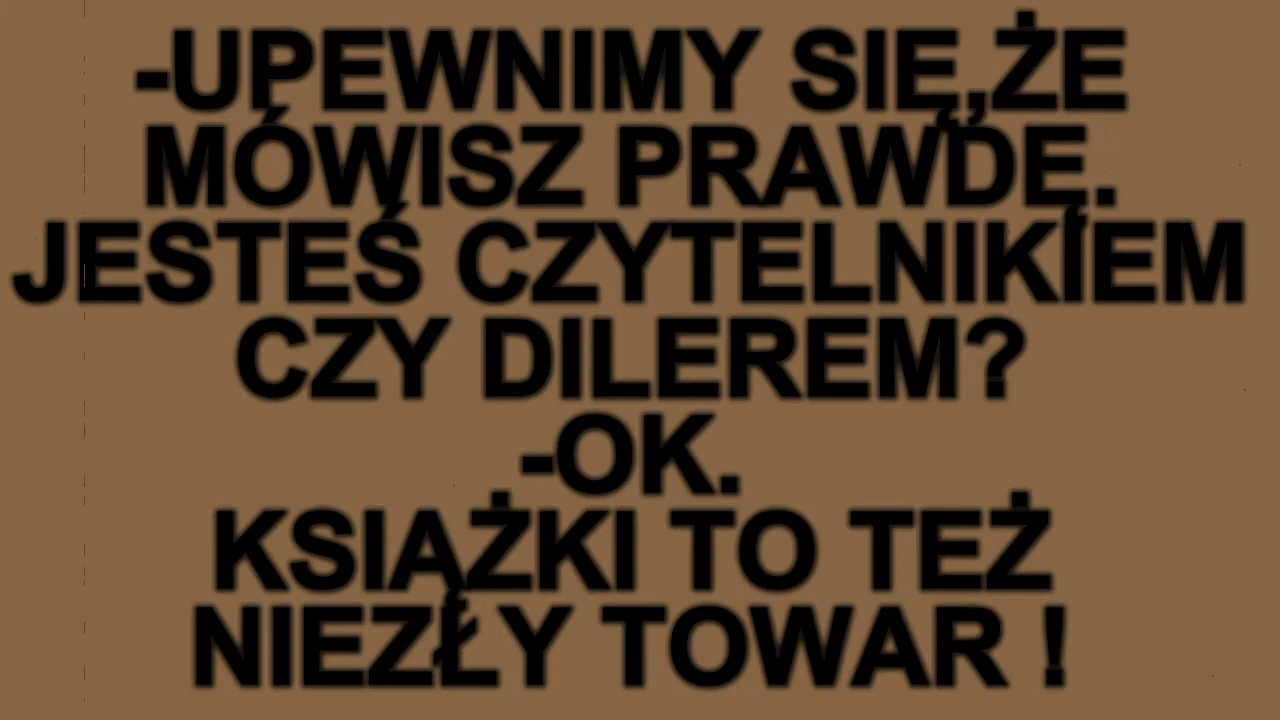 -UPEWNIMY SIĘ,ŻE
MÓWISZ PRAWDĘ.
JESTEŚ CZYTELNIKIEM
CZY DILEREM?
-OK.
KSIĄŻKI TO TEŻ
NIEZŁY TOWAR !